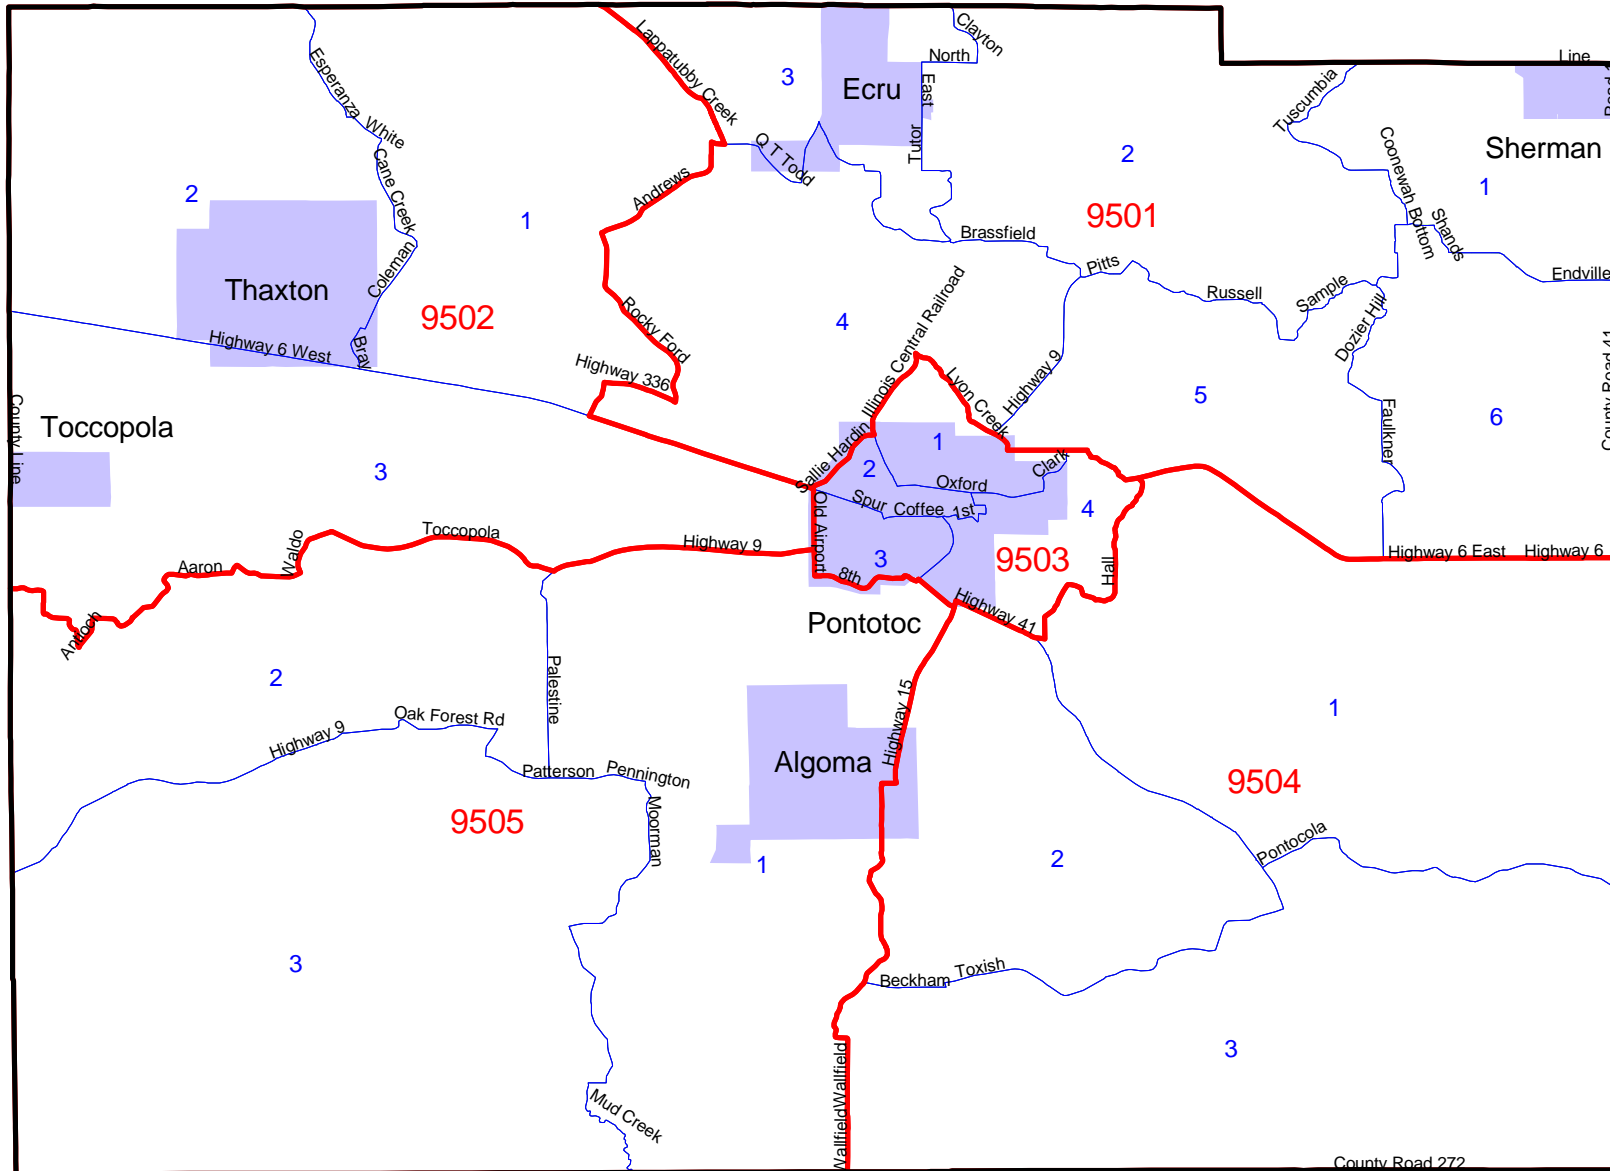 Clayton
North
Line
Lappatubby Creek
3
Ecru
East
Esperanza
White
Tuscumbia
Sherman
Q T Todd
Tutor
2
Coonewah Bottom
Cane Creek
Andrews
2
1
1
9501
Shands
Brassfield
Coleman
Pitts
Endville
Thaxton
Russell
Sample
9502
Rocky Ford
4
Illinois Central Railroad
Dozier Hill
Highway 6 West
Bray
Highway 336
Lyon Creek
Highway 9
5
County Road 41
County Line
Toccopola
Faulkner
6
Sallie Hardin
1
2
Clark
3
Oxford
Spur
Coffee
1st
4
Old Airport
Toccopola
Highway 9
Waldo
Aaron
3
9503
Hall
Highway 6 East
Highway 6
8th
Highway 41
Antioch
Pontotoc
2
Palestine
1
Highway 15
Oak Forest Rd
Highway 9
Algoma
Patterson
Pennington
9504
9505
Moorman
Pontocola
1
2
3
Beckham
Toxish
3
Wallfield
Wallfield
Mud Creek
County Road 272